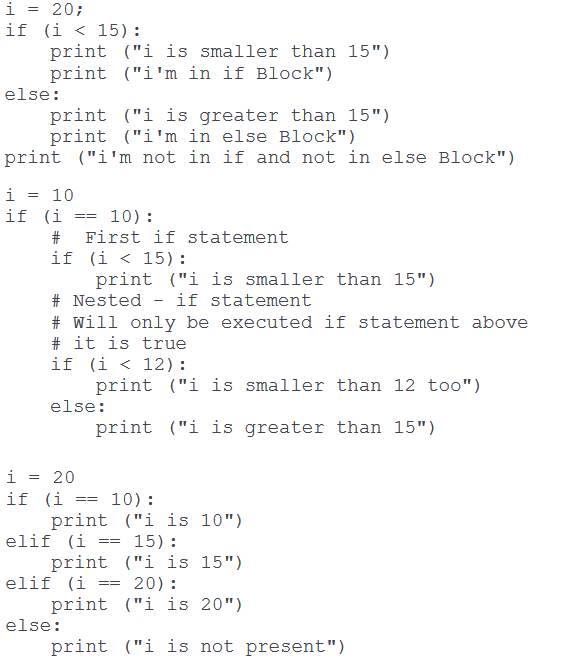 i = 20;
if (i < 15):
    print ("i is smaller than 15")
    print ("i'm in if Block")
else:
    print ("i is greater than 15")
    print ("i'm in else Block")
print ("i'm not in if and not in else Block")
i = 10
if (i == 10):
    #  First if statement
    if (i < 15):
        print ("i is smaller than 15")
    # Nested – if statement
    # Will only be executed if statement above
    # it is true
    if (i < 12):
        print ("i is smaller than 12 too")
    else:
        print ("i is greater than 15")
i = 20
if (i == 10):
    print ("i is 10")
elif (i == 15):
    print ("i is 15")
elif (i == 20):
    print ("i is 20")
else:
    print ("i is not present")